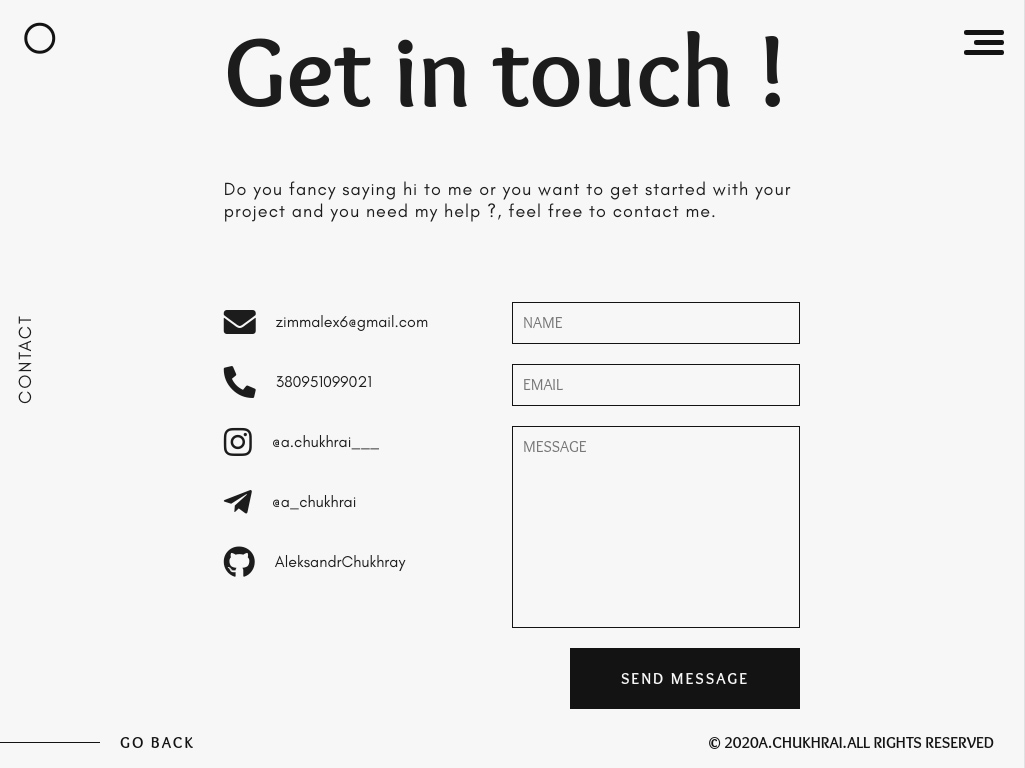 Get in touch !
Do you fancy saying hi to me or you want to get started with your
project and you need my help ?, feel free to contact me.
CONTACT
zimmalex6@gmail.com
380951099021
@a.chukhrai___
@a_chukhrai
AleksandrChukhray
NAME
EMAIL
MESSAGE
SEND MESSAGE
GO BACK
© 2020A.CHUKHRAI.ALL RIGHTS RESERVED